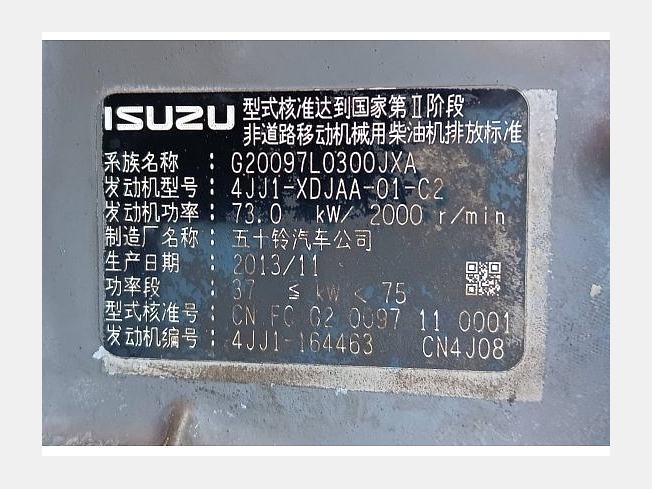 ISUZU 型式核准达到国家第Ⅱ阶段
非道路移动机械用柴油机排放标准
系族名称 : G20097L0300JXA
发动机型号 : 4JJ1-XDJAA-01-C2
发动机功率 : 73.0 kW/ 2000 r/min
制造厂名称 : 五十铃汽车公司
生产日期 : 2013/11
功率段 : 37 ≤ kW < 75
型式核准号 : CN FC G2 0097 11 0001
发动机编号 : 4JJ1-164463 CN4J08